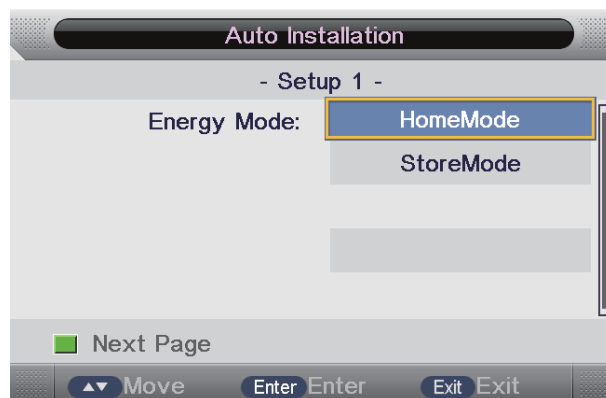 Auto Installation
- Setup 1 -
Energy Mode: HomeMode
StoreMode
Next Page
▲▼ Move Enter Enter Exit Exit